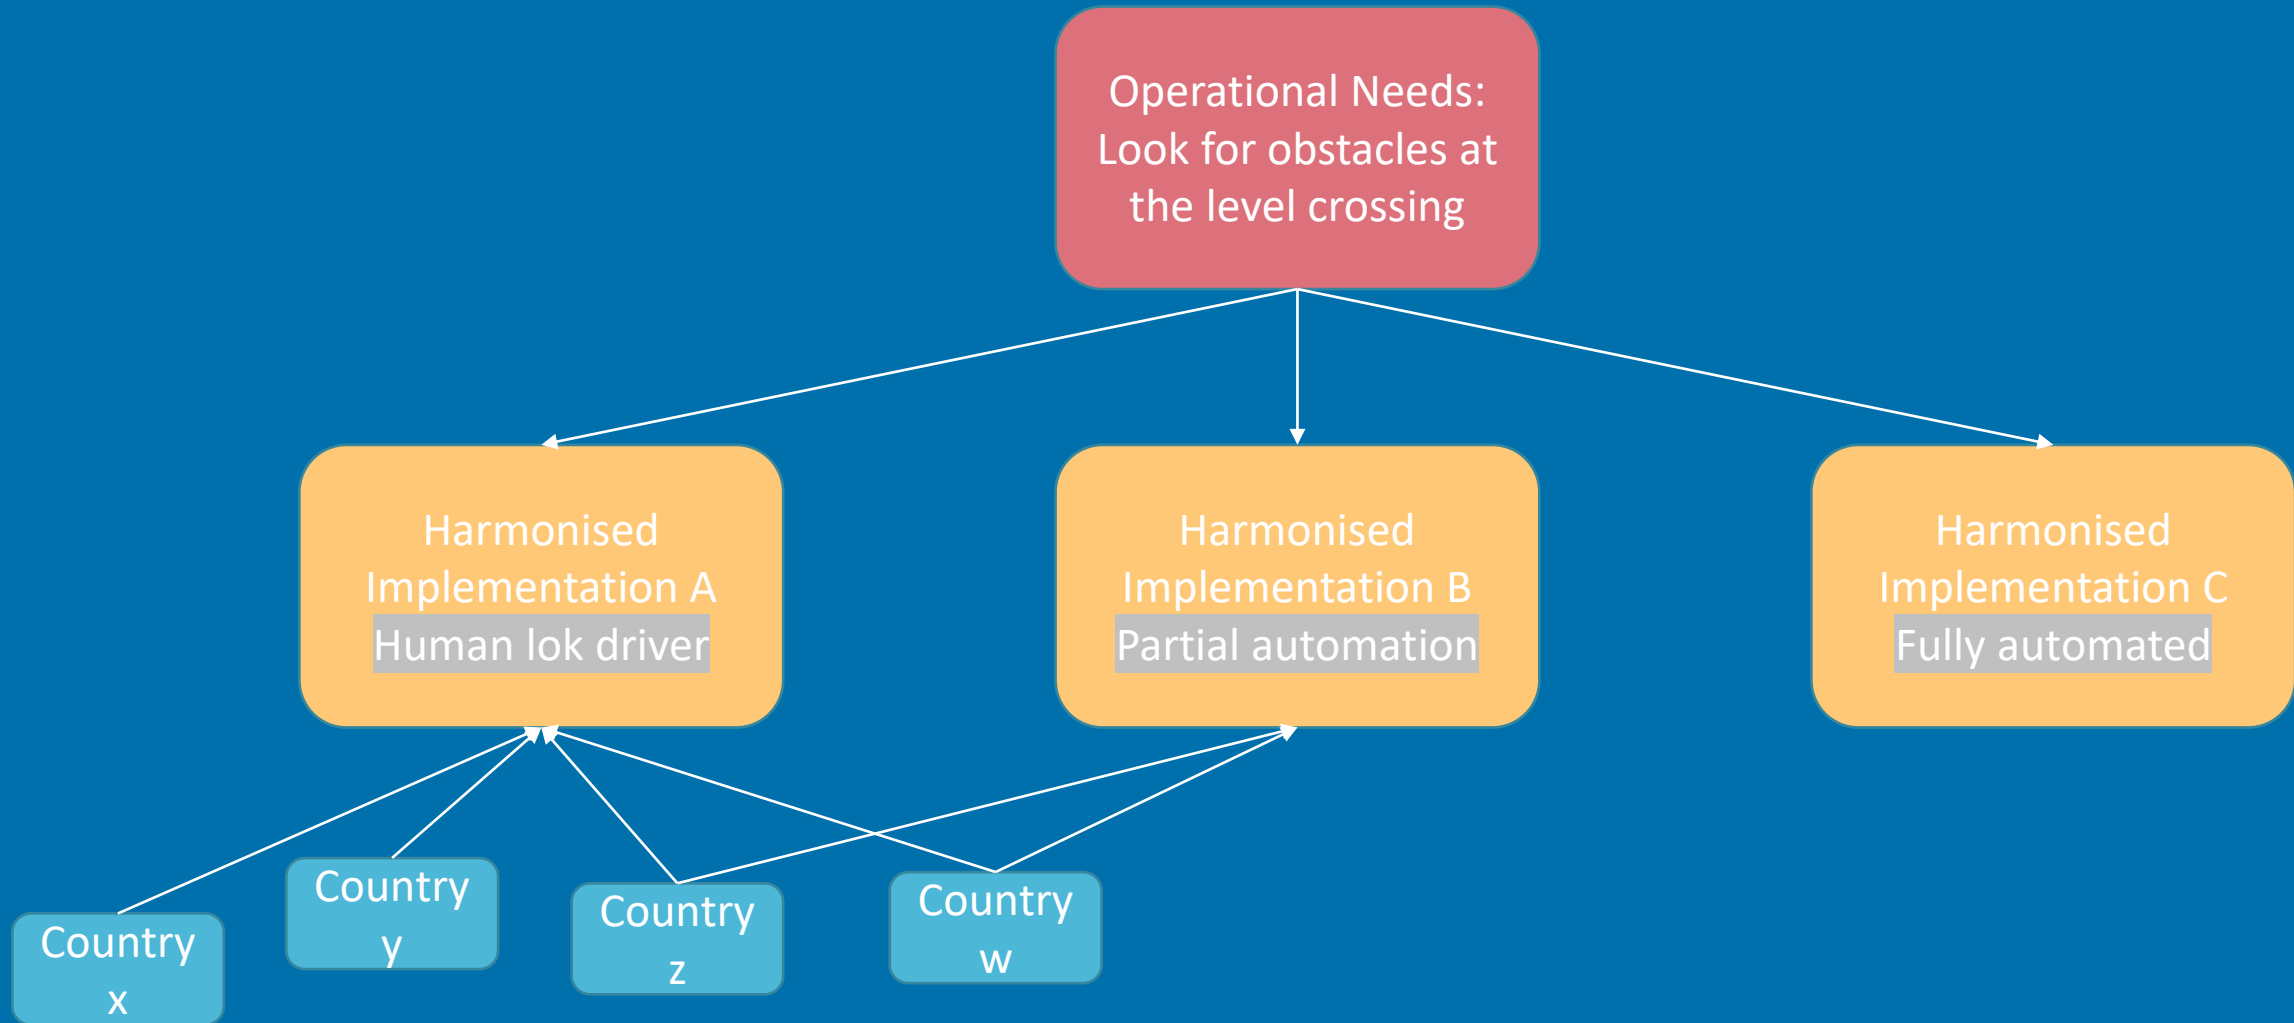 Operational Needs:
Look for obstacles at
the level crossing
Harmonised
Implementation A
Human lok driver
Harmonised
Implementation B
Partial automation
Harmonised
Implementation C
Fully automated
Country
x
Country
y
Country
z
Country
w